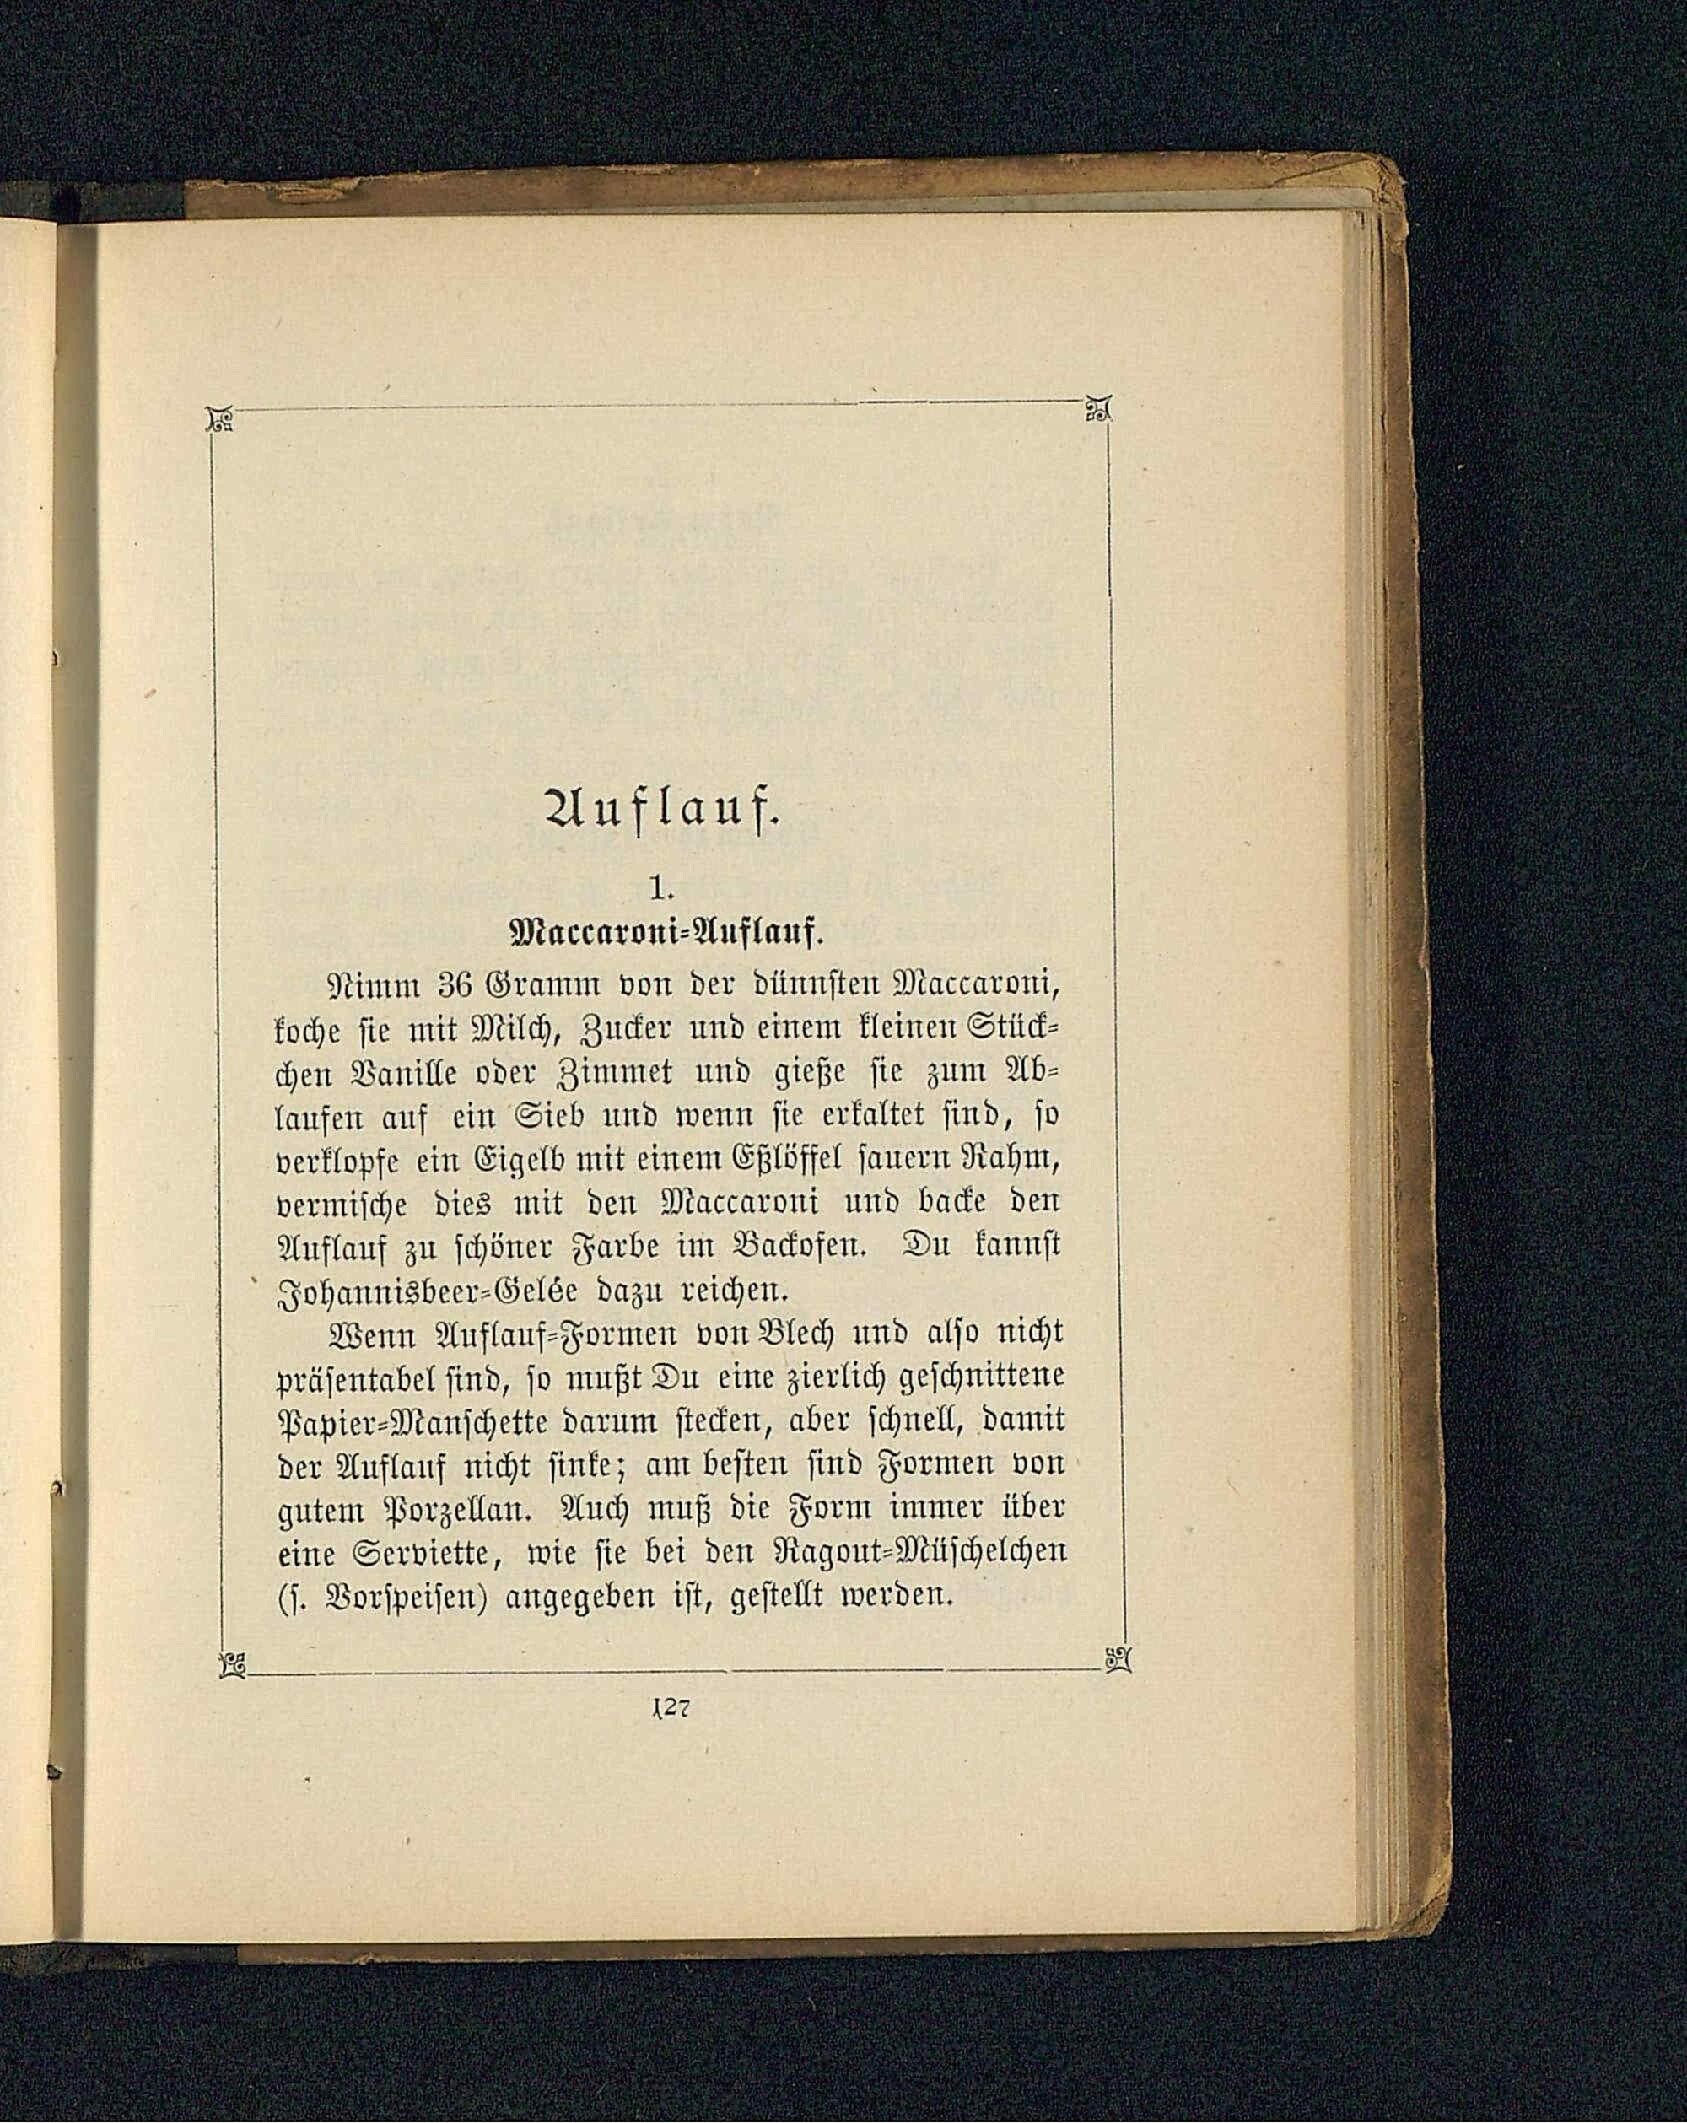 Auflauf.
1.
Maccaroni-Auflauf.
Nimm 36 Gramm von der dünnsten Maccaroni,
koche sie mit Milch, Zucker und einem kleinen Stück-
chen Vanille oder Zimmet und gieße sie zum Ab-
laufen auf ein Sieb und wenn sie erkaltet sind, so
verklopfe ein Eigelb mit einem Eßlöffel sauern Rahm,
vermische dies mit den Maccaroni und backe den
Auflauf zu schöner Farbe im Backofen. Du kannst
Johannisbeer-Gelée dazu reichen.
Wenn Auflauf-Formen von Blech und also nicht
präsentabel sind, so mußt Du eine zierlich geschnittene
Papier-Manschette darum stecken, aber schnell, damit
der Auflauf nicht sinke; am besten sind Formen von
gutem Porzellan. Auch muß die Form immer über
eine Serviette, wie sie bei den Ragout-Müschelchen
(s. Vorspeisen) angegeben ist, gestellt werden.
127